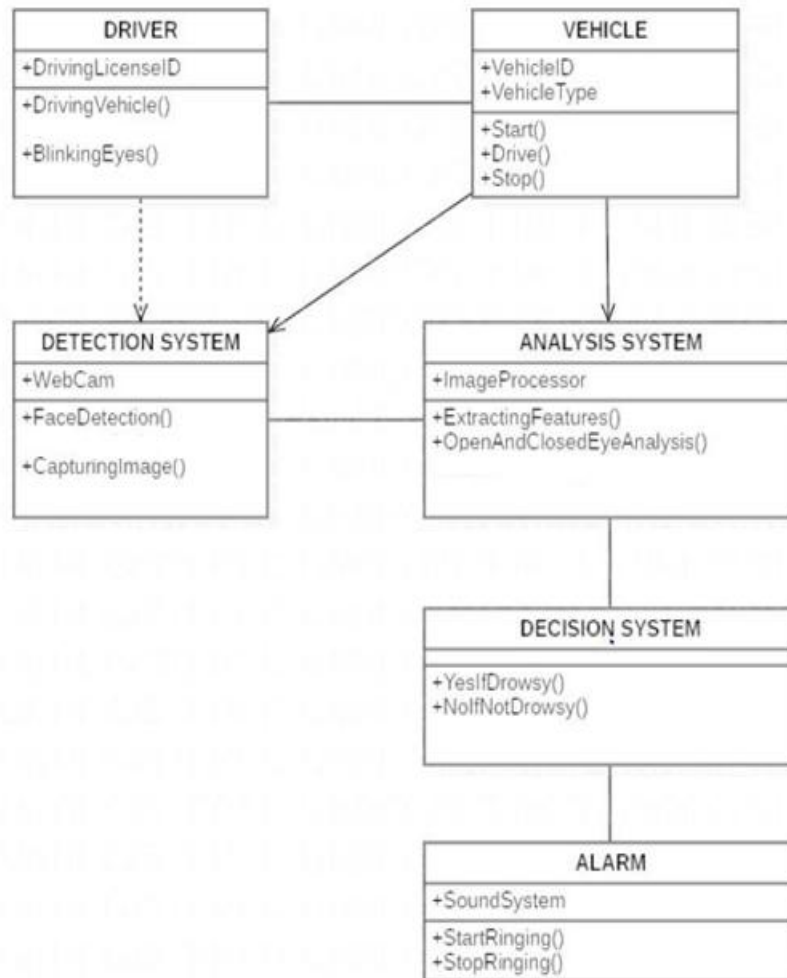 DRIVER
+DrivingLicenseID
+DrivingVehicle()
+BlinkingEyes()
VEHICLE
+VehicleID
+VehicleType
+Start()
+Drive()
+Stop()
DETECTION SYSTEM
+WebCam
+FaceDetection()
+CapturingImage()
ANALYSIS SYSTEM
+ImageProcessor
+ExtractingFeatures()
+OpenAndClosedEyeAnalysis()
DECISION SYSTEM
+YesIfDrowsy()
+NoIfNotDrowsy()
ALARM
+SoundSystem
+StartRinging()
+StopRinging()